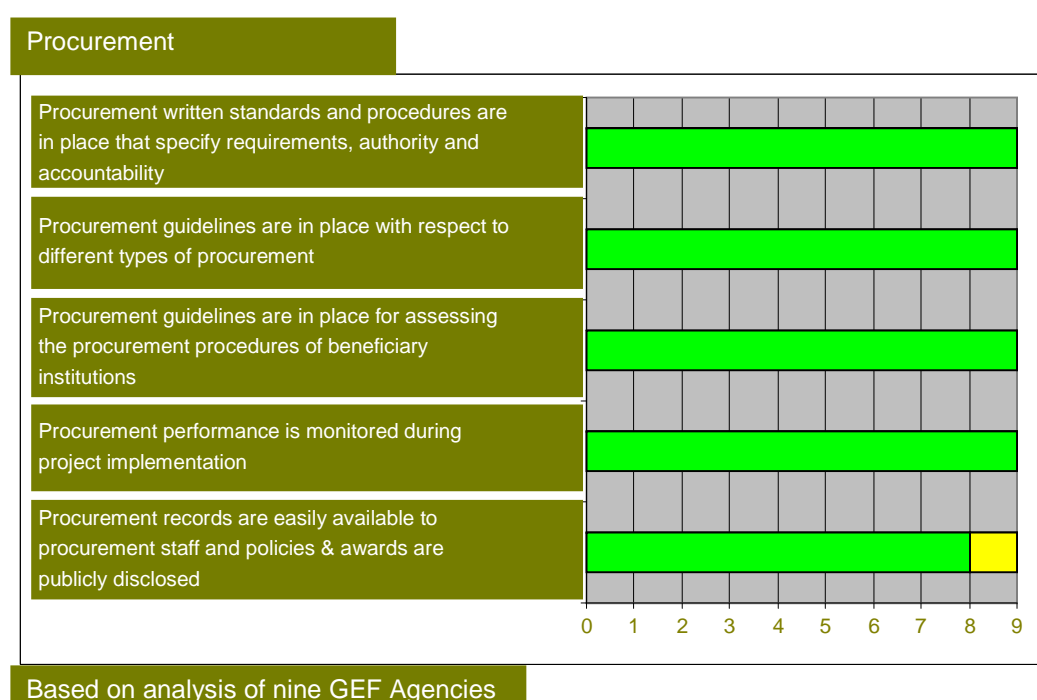 Procurement
Procurement written standards and procedures are
in place that specify requirements, authority and
accountability
Procurement guidelines are in place with respect to
different types of procurement
Procurement guidelines are in place for assessing
the procurement procedures of beneficiary
institutions
Procurement performance is monitored during
project implementation
Procurement records are easily available to
procurement staff and policies & awards are
publicly disclosed
0 1 2 3 4 5 6 7 8 9
Based on analysis of nine GEF Agencies